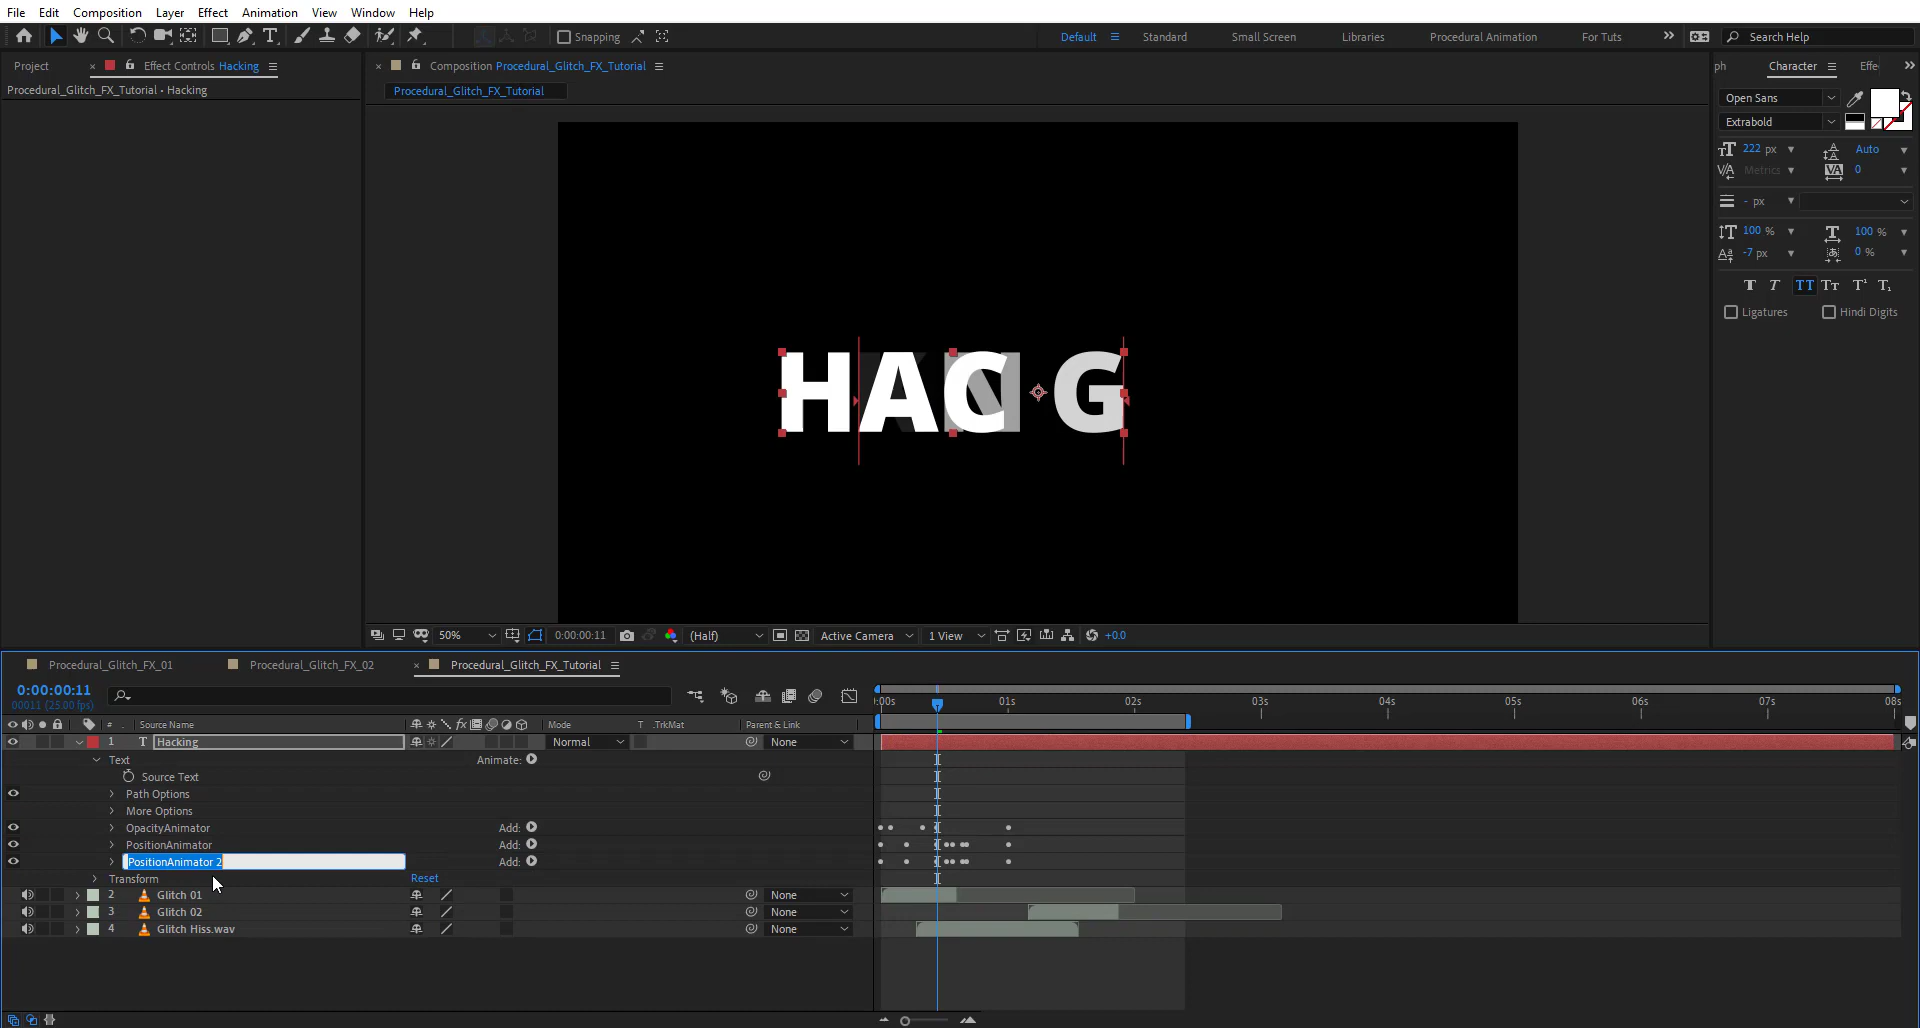 File Edit Composition Layer Effect Animation View Window Help
Snapping
Default Standard Small Screen Libraries Procedural Animation For Tuts Search Help
Project Effect Controls Hacking
Composition Procedural_Glitch_FX_Tutorial
ph Character Effe
Procedural_Glitch_FX_Tutorial • Hacking
Procedural_Glitch_FX_Tutorial
Open Sans
Extrabold
222 px Auto
Metrics 0
- px
100 % 100 %
-7 px 0 %
Ligatures Hindi Digits
HACNG
50% 0:00:00:11 (Half) Active Camera 1 View +0.0
Procedural_Glitch_FX_01 Procedural_Glitch_FX_02 Procedural_Glitch_FX_Tutorial
0:00:00:11
00011 (25.00 fps)
:00s 01s 02s 03s 04s 05s 06s 07s 08s
# Source Name Mode T .TrkMat Parent & Link
1 T Hacking Normal None
Text Animate:
Source Text
Path Options
More Options
OpacityAnimator Add:
PositionAnimator Add:
PositionAnimator 2 Add:
Transform Reset
2 Glitch 01 None
3 Glitch 02 None
4 Glitch Hiss.wav None